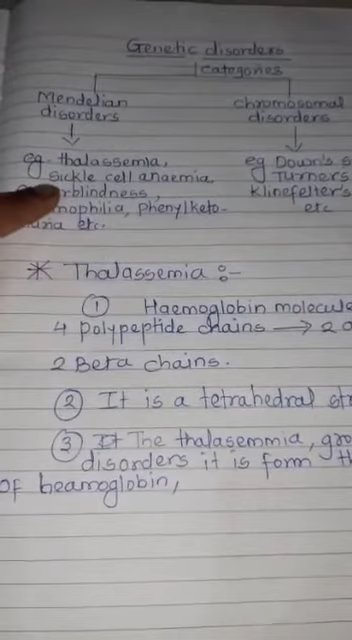 Genetic disorders
categories
Mendelian disorders
chromosomal disorders
eg - thalassemia,
Sickle cell anaemia
blindness,
Phenylketo-
etc.
eg Down's
Turners
Klinefelter's
etc
* Thalassemia :-
① Haemoglobin molecule
4 polypeptide chains → 2
2 Beta chains.
② It is a tetrahedral
③ The thalasemmia,
disorders it is form
of heamoglobin,